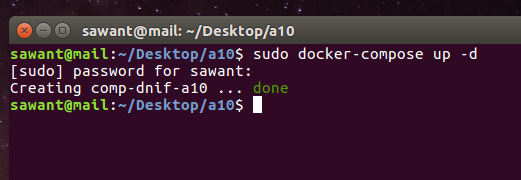 sawant@mail: ~/Desktop/a10
sawant@mail:~/Desktop/a10$ sudo docker-compose up -d
[sudo] password for sawant:
Creating comp-dnif-a10 ... done
sawant@mail:~/Desktop/a10$